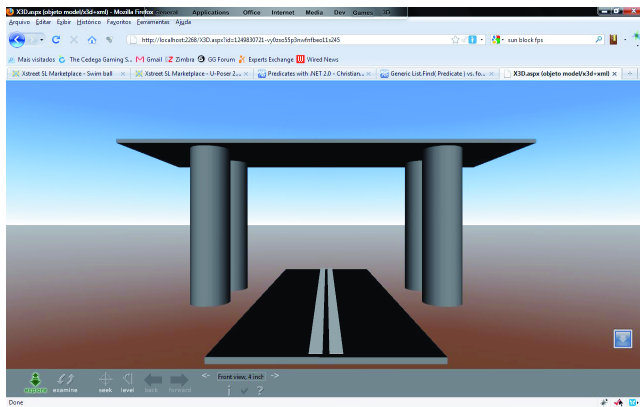 X3D.aspx (objeto model/x3d+xml) - Mozilla Firefox General Applications Office Internet Media Dev Games 3D
Arquivo Editar Exibir Histórico Favoritos Ferramentas Ajuda
sun block fps
Mais visitados The Cedega Gaming S... Gmail Zimbra GG Forum Experts Exchange Wired News
Xstreet SL Marketplace - Swim ball Xstreet SL Marketplace - U-Poser 2.... Predicates with .NET 2.0 - Christian... Generic List.Find( Predicate ) vs. fo... X3D.aspx (objeto model/x3d+xml)
<- Front view, 4 incl ->
explore examine seek level back forward i ?
Done